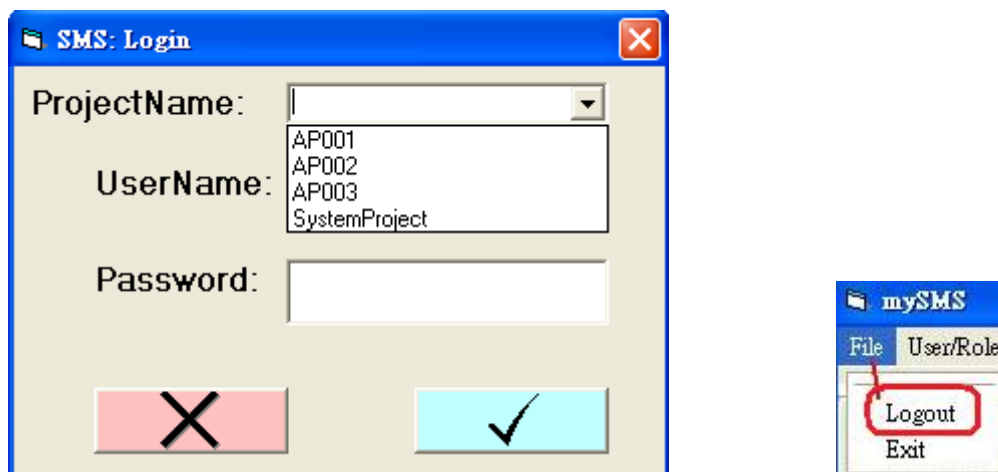 SMS: Login
ProjectName:
AP001
AP002
AP003
SystemProject
UserName:
Password:
mySMS
File User/Role
Logout
Exit